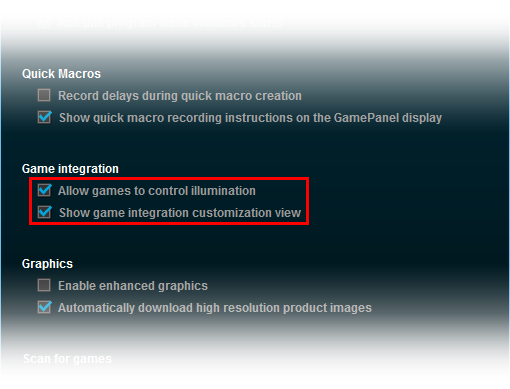 Quick Macros
Record delays during quick macro creation
Show quick macro recording instructions on the GamePanel display
Game integration
Allow games to control illumination
Show game integration customization view
Graphics
Enable enhanced graphics
Automatically download high resolution product images
Scan for games